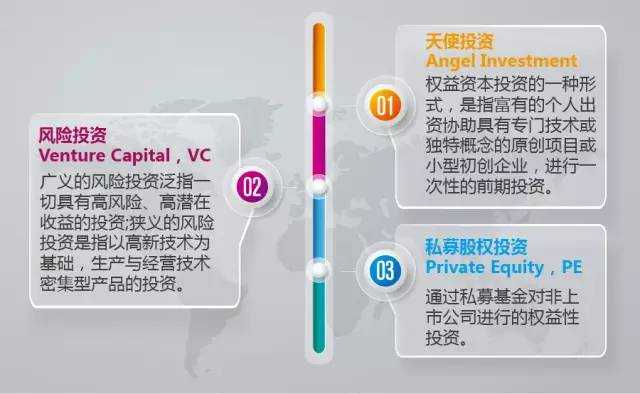 天使投资
Angel Investment
01
权益资本投资的一种形
式，是指富有的个人出
资协助具有专门技术或
独特概念的原创项目或
小型初创企业，进行一
次性的前期投资。
风险投资
Venture Capital，VC
02
广义的风险投资泛指一
切具有高风险、高潜在
收益的投资;狭义的风险
投资是指以高新技术为
基础，生产与经营技术
密集型产品的投资。
私募股权投资
Private Equity，PE
03
通过私募基金对非上
市公司进行的权益性
投资。